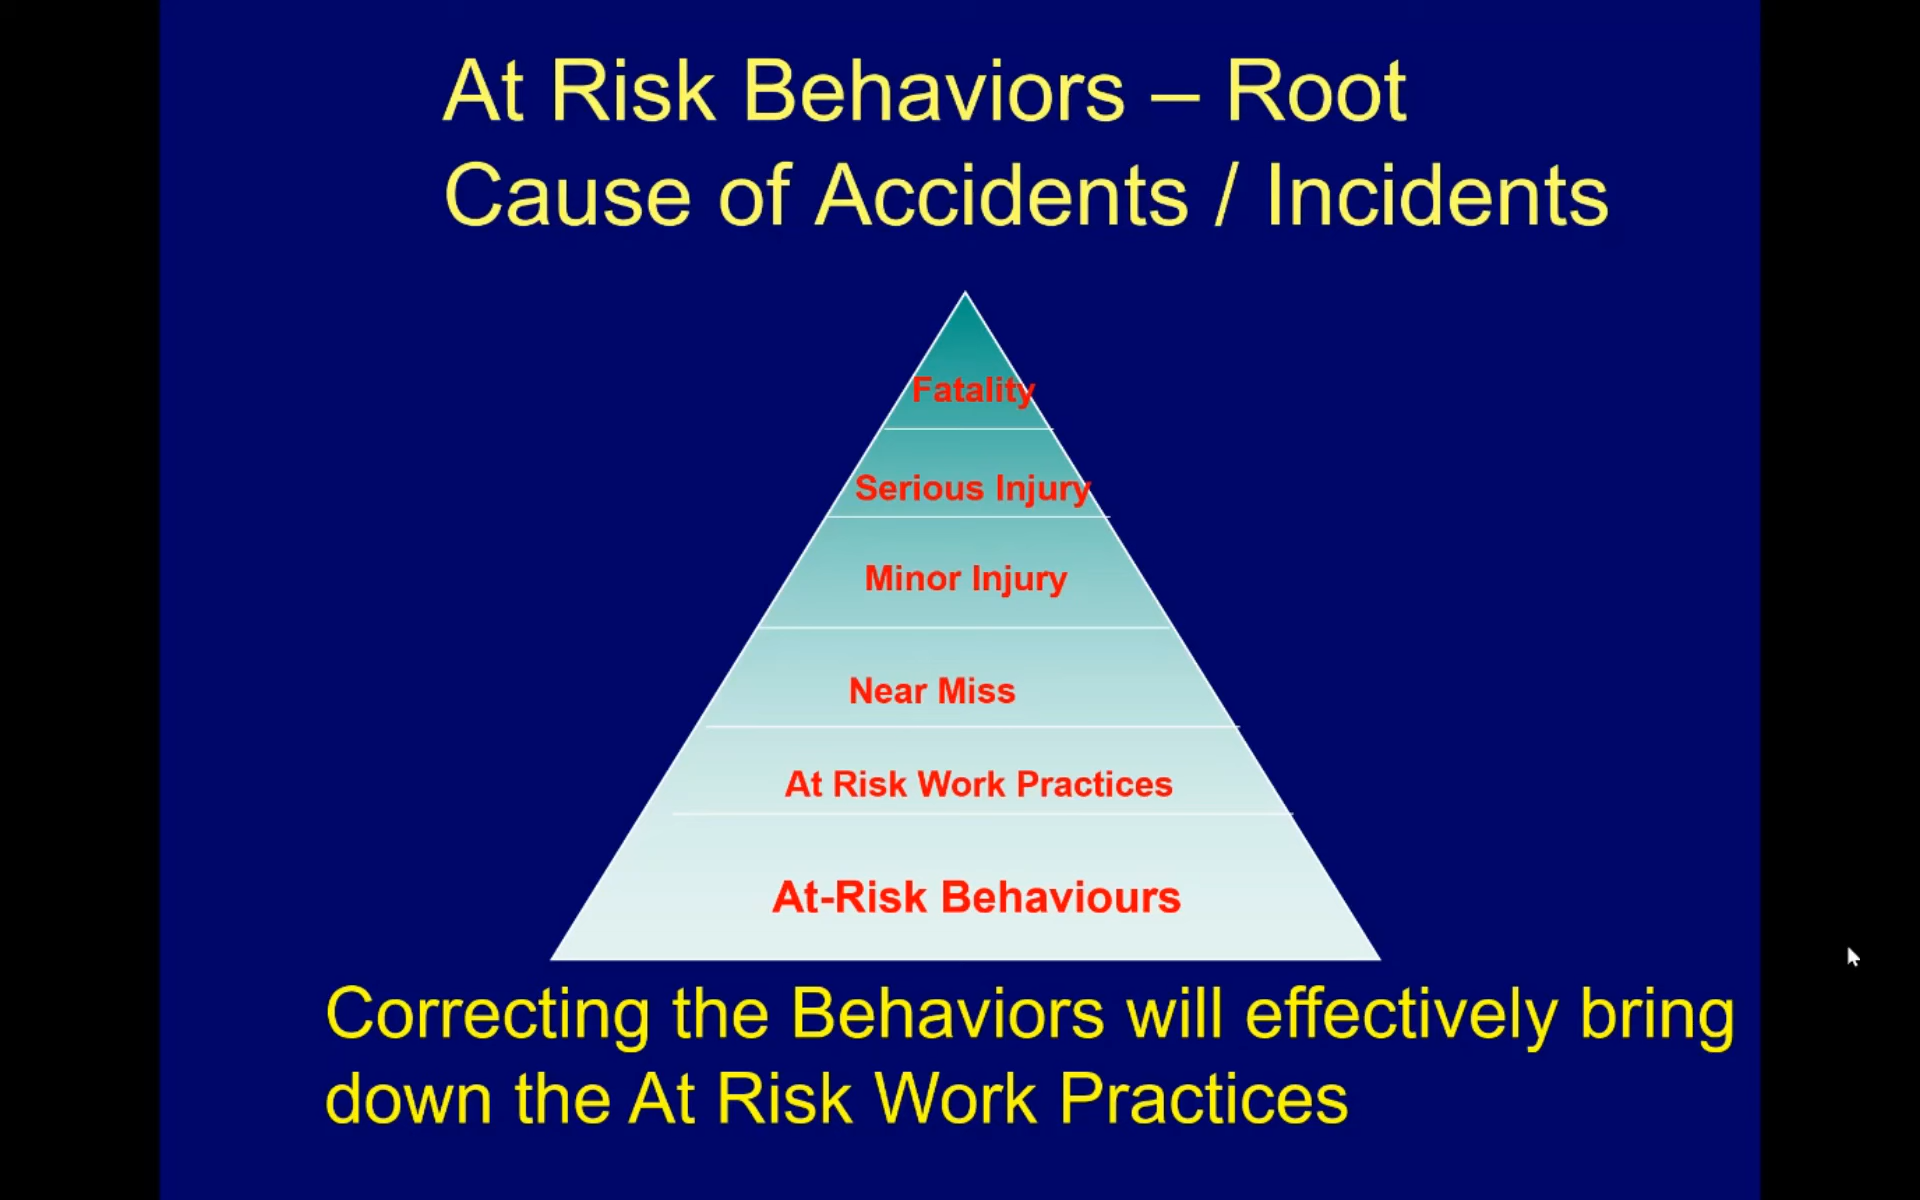 At Risk Behaviors – Root
Cause of Accidents / Incidents
Fatality
Serious Injury
Minor Injury
Near Miss
At Risk Work Practices
At-Risk Behaviours
Correcting the Behaviors will effectively bring
down the At Risk Work Practices